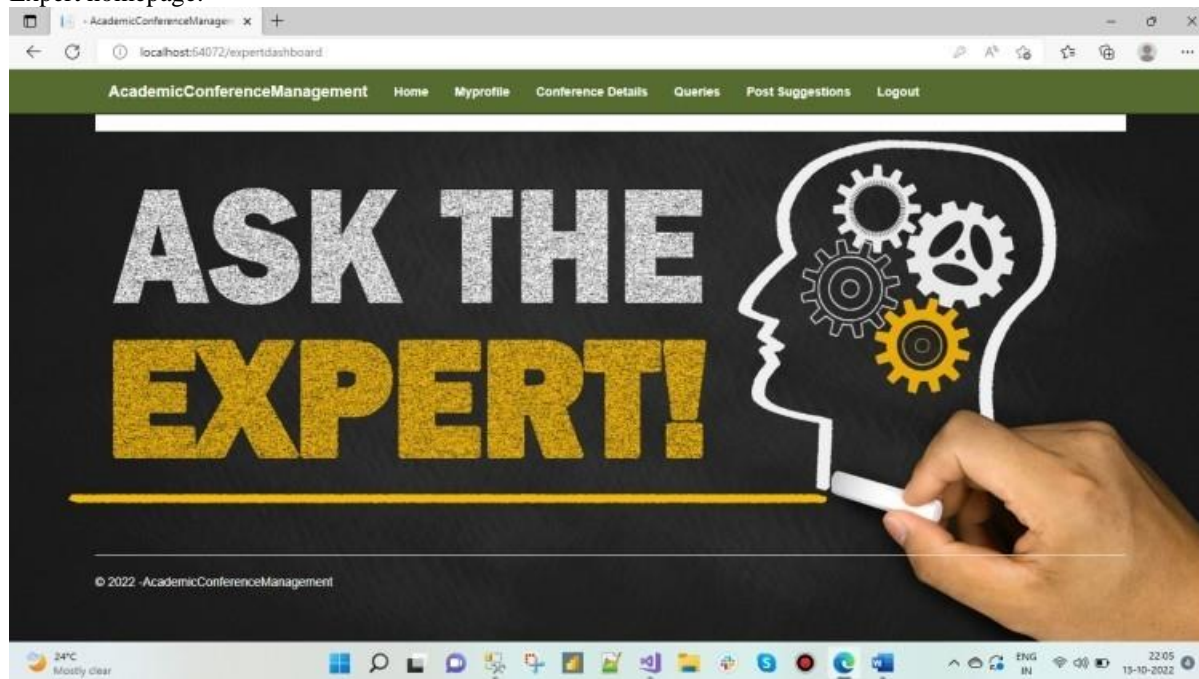 Expert homepage:
- AcademicConferenceManagem
localhost:54072/expertdashboard
AcademicConferenceManagement Home Myprofile Conference Details Queries Post Suggestions Logout
ASK THE
EXPERT!
© 2022 -AcademicConferenceManagement
24°C
Mostly clear
ENG
IN
22:05
13-10-2022